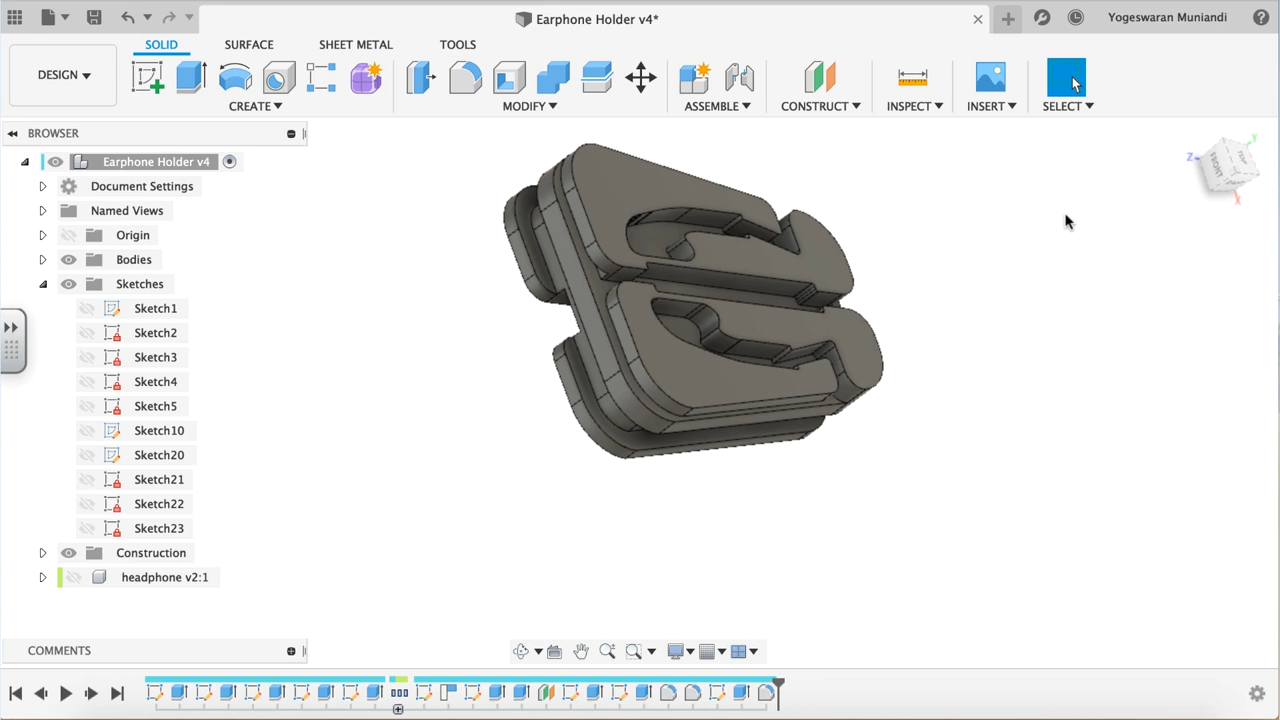 Earphone Holder v4*
Yogeswaran Muniandi
SOLID SURFACE SHEET METAL TOOLS
DESIGN
CREATE MODIFY ASSEMBLE CONSTRUCT INSPECT INSERT SELECT
BROWSER
Earphone Holder v4
Document Settings
Named Views
Origin
Bodies
Sketches
Sketch1
Sketch2
Sketch3
Sketch4
Sketch5
Sketch10
Sketch20
Sketch21
Sketch22
Sketch23
Construction
headphone v2:1
COMMENTS
Z
Y
FRONT
TOP
X